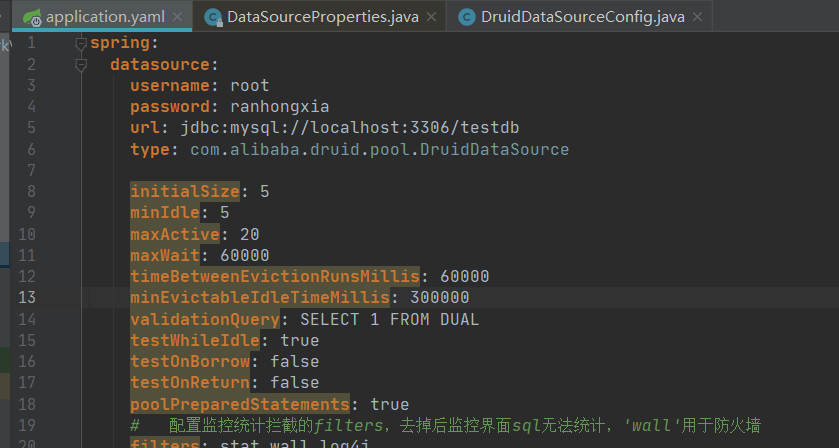 application.yaml DataSourceProperties.java DruidDataSourceConfig.java
1 spring:
2 datasource:
3 username: root
4 password: ranhongxia
5 url: jdbc:mysql://localhost:3306/testdb
6 type: com.alibaba.druid.pool.DruidDataSource
7
8 initialSize: 5
9 minIdle: 5
10 maxActive: 20
11 maxWait: 60000
12 timeBetweenEvictionRunsMillis: 60000
13 minEvictableIdleTimeMillis: 300000
14 validationQuery: SELECT 1 FROM DUAL
15 testWhileIdle: true
16 testOnBorrow: false
17 testOnReturn: false
18 poolPreparedStatements: true
19 # 配置监控统计拦截的filters，去掉后监控界面sql无法统计，'wall'用于防火墙
20 filters: stat,wall,log4j